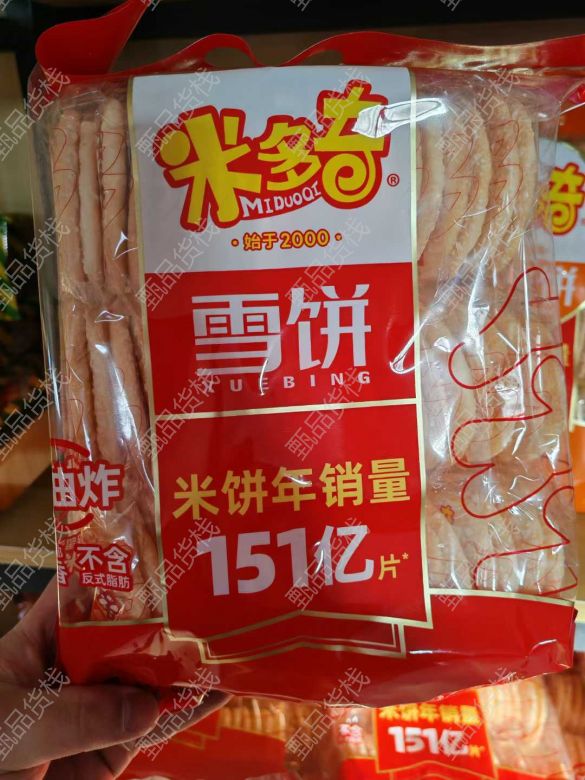 米多奇®
MIDUOQI
·始于2000·
雪饼
XUEBING
米饼年销量
151亿片*
油炸
不含
反式脂肪
米饼年销量
151亿片*
甄品货栈